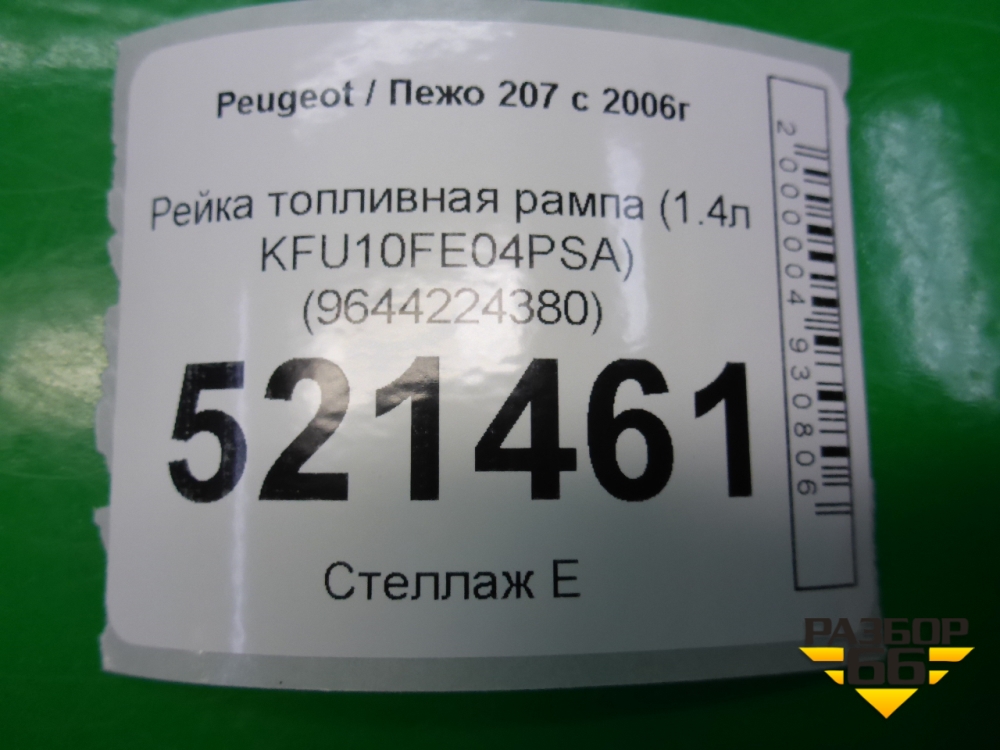 Peugeot / Пежо 207 с 2006г
Рейка топливная рампа (1.4л
KFU10FE04PSA)
(9644224380)
521461
Стеллаж Е
2000004930806
РАЗБОР
66